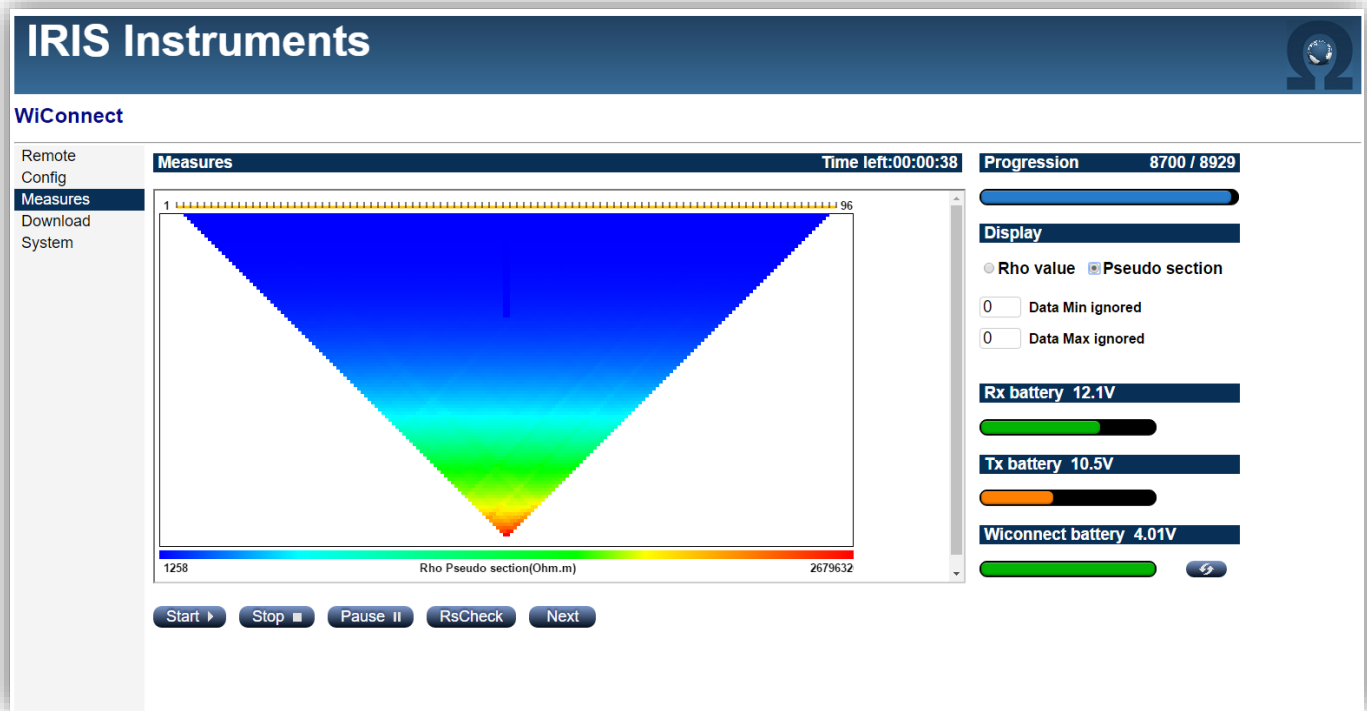 IRIS Instruments
WiConnect
Remote
Config
Measures
Download
System
Measures Time left:00:00:38
1 96
1258 Rho Pseudo section(Ohm.m) 2679632
Start Stop Pause RsCheck Next
Progression 8700 / 8929
Display
Rho value Pseudo section
0 Data Min ignored
0 Data Max ignored
Rx battery 12.1V
Tx battery 10.5V
Wiconnect battery 4.01V